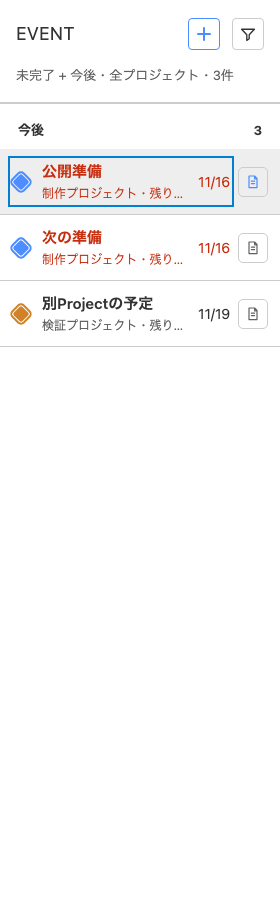 EVENT
未完了 + 今後・全プロジェクト・3件
今後 3
公開準備
制作プロジェクト・残り... 11/16
次の準備
制作プロジェクト・残り... 11/16
別Projectの予定
検証プロジェクト・残り... 11/19